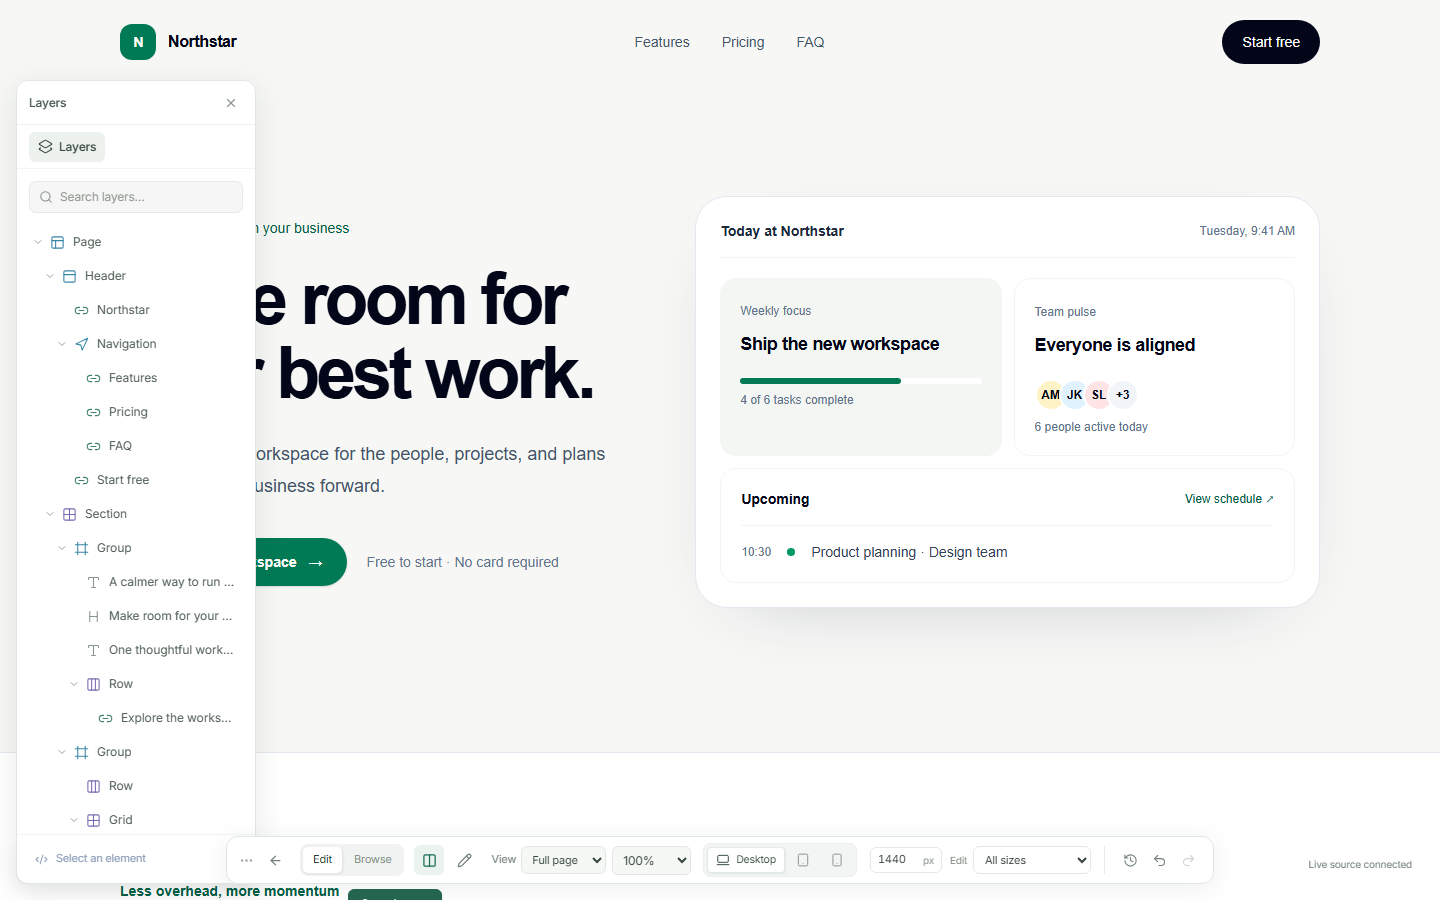 N Northstar
Features Pricing FAQ
Start free
Layers
Layers
Search layers...
Page
Header
Northstar
Navigation
Features
Pricing
FAQ
Start free
Section
Group
A calmer way to run ...
Make room for your ...
One thoughtful work...
Row
Explore the works...
Group
Row
Grid
Select an element
your business
room for
best work.
for the people, projects, and plans
forward.
→
Free to start · No card required
Today at Northstar
Tuesday, 9:41 AM
Weekly focus
Ship the new workspace
4 of 6 tasks complete
Team pulse
Everyone is aligned
AM JK SL +3
6 people active today
Upcoming
View schedule ↗
10:30 Product planning · Design team
Edit Browse View Full page 100% Desktop 1440 px Edit All sizes
Live source connected
Less overhead, more momentum